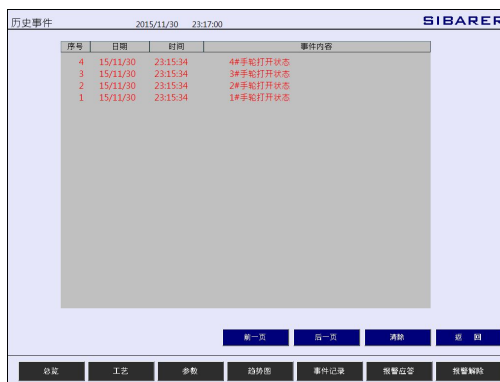 历史事件 2015/11/30 23:17:00 SIBARER
序号 日期 时间 事件内容
4 15/11/30 23:15:34 4#手轮打开状态
3 15/11/30 23:15:34 3#手轮打开状态
2 15/11/30 23:15:34 2#手轮打开状态
1 15/11/30 23:15:34 1#手轮打开状态
前一页 后一页 清除 返 回
总览 工艺 参数 趋势图 事件记录 报警应答 报警解除